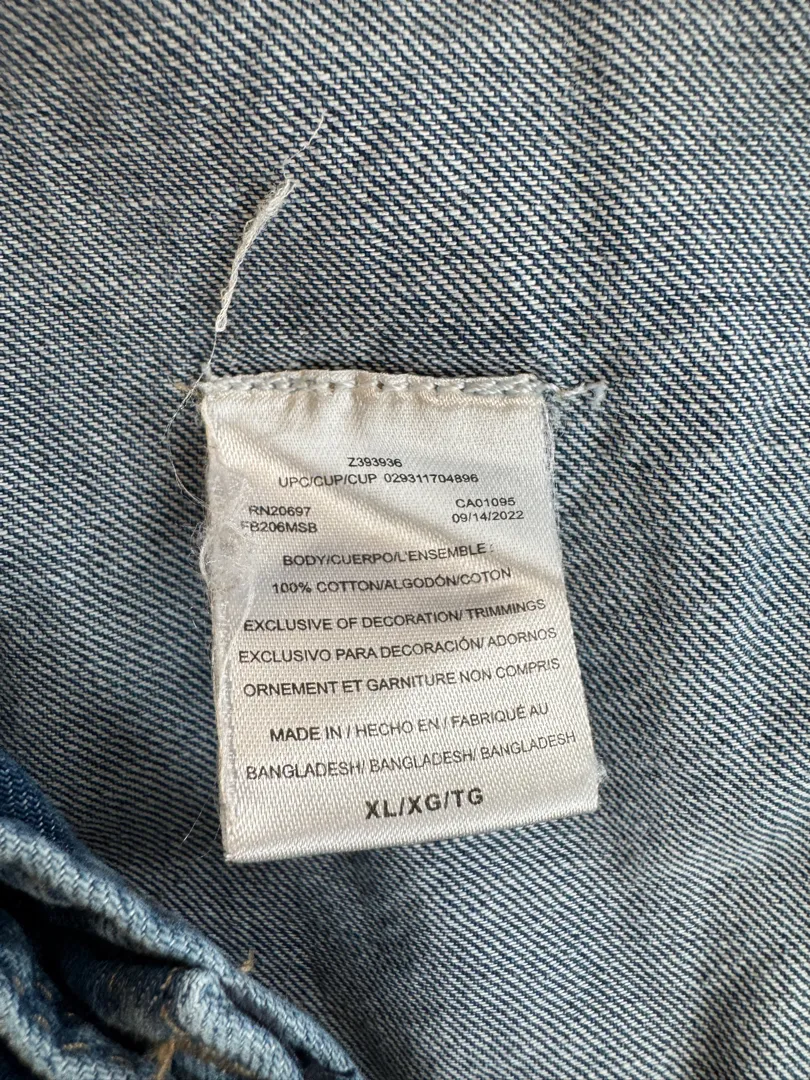 Z393936
UPC/CUP/CUP 029311704896
RN20697 CA01095
FB206MSB 09/14/2022
BODY/CUERPO/L'ENSEMBLE :
100% COTTON/ALGODÓN/COTON
EXCLUSIVE OF DECORATION/ TRIMMINGS
EXCLUSIVO PARA DECORACIÓN/ ADORNOS
ORNEMENT ET GARNITURE NON COMPRIS
MADE IN / HECHO EN / FABRIQUÉ AU
BANGLADESH/ BANGLADESH/ BANGLADESH
XL/XG/TG